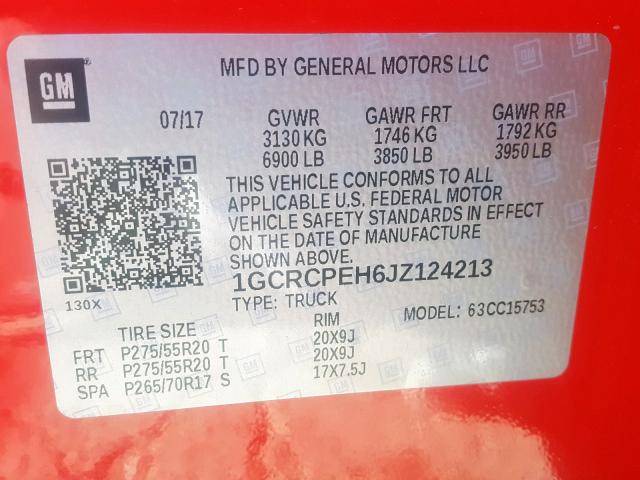 GM
MFD BY GENERAL MOTORS LLC
07/17 GVWR GAWR FRT GAWR RR
3130 KG 1746 KG 1792 KG
6900 LB 3850 LB 3950 LB
THIS VEHICLE CONFORMS TO ALL
APPLICABLE U.S. FEDERAL MOTOR
VEHICLE SAFETY STANDARDS IN EFFECT
ON THE DATE OF MANUFACTURE
SHOWN ABOVE.
1GCRCPEH6JZ124213
130X
TYPE: TRUCK MODEL: 63CC15753
TIRE SIZE RIM
FRT P275/55R20 T 20X9J
RR P275/55R20 T 20X9J
SPA P265/70R17 S 17X7.5J